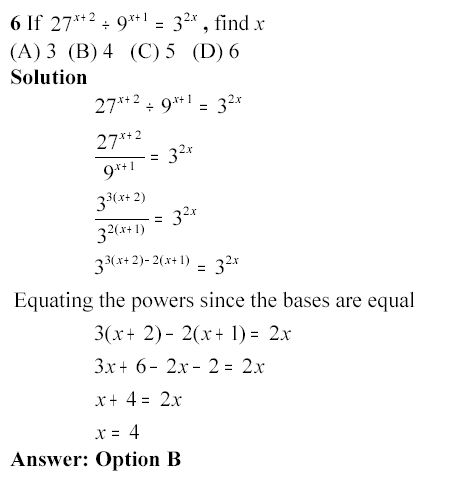 6 If 27^{x+2} ÷ 9^{x+1} = 3^{2x}, find x
(A) 3 (B) 4 (C) 5 (D) 6
Solution
27^{x+2} ÷ 9^{x+1} = 3^{2x}
\frac{27^{x+2}}{9^{x+1}} = 3^{2x}
\frac{3^{3(x+2)}}{3^{2(x+1)}} = 3^{2x}
3^{3(x+2)-2(x+1)} = 3^{2x}
Equating the powers since the bases are equal
3(x+2)-2(x+1)=2x
3x+6-2x-2=2x
x+4=2x
x=4
Answer: Option B